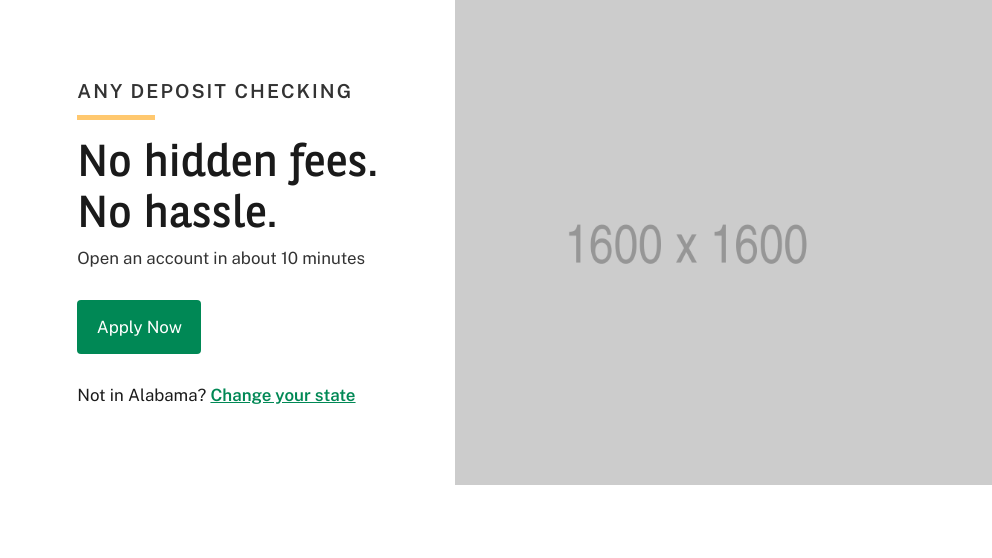 ANY DEPOSIT CHECKING
No hidden fees.
No hassle.
Open an account in about 10 minutes
Apply Now
Not in Alabama? Change your state
1600 x 1600